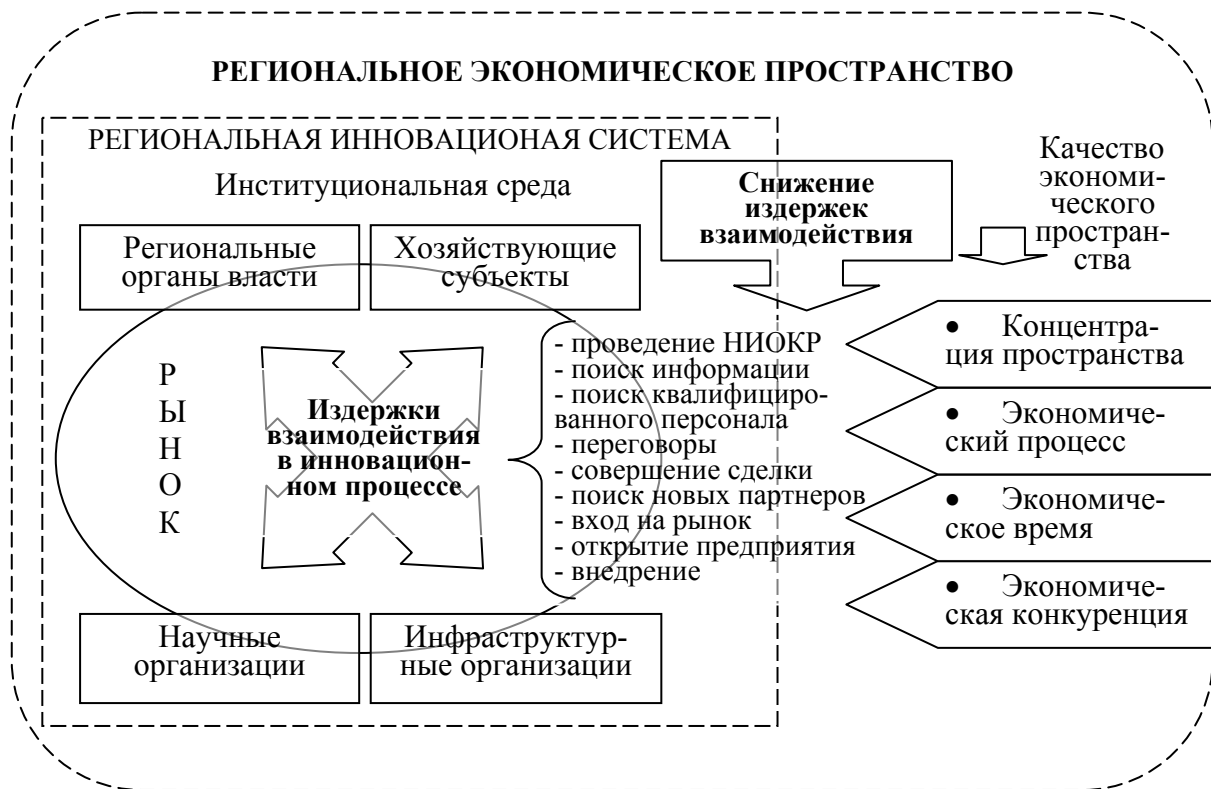 РЕГИОНАЛЬНОЕ ЭКОНОМИЧЕСКОЕ ПРОСТРАНСТВО
РЕГИОНАЛЬНАЯ ИННОВАЦИОНАЯ СИСТЕМА
Институциональная среда
Региональные
органы власти
Хозяйствующие
субъекты
Р
Ы
Н
О
К
Издержки
взаимодействия
в инновацион-
ном процессе
- проведение НИОКР
- поиск информации
- поиск квалифициро-
ванного персонала
- переговоры
- совершение сделки
- поиск новых партнеров
- вход на рынок
- открытие предприятия
- внедрение
Научные
организации
Инфраструктур-
ные организации
Снижение
издержек
взаимодействия
Качество
экономи-
ческого
простран-
ства
• Концентра-
ция пространства
• Экономиче-
ский процесс
• Экономиче-
ское время
• Экономиче-
ская конкуренция